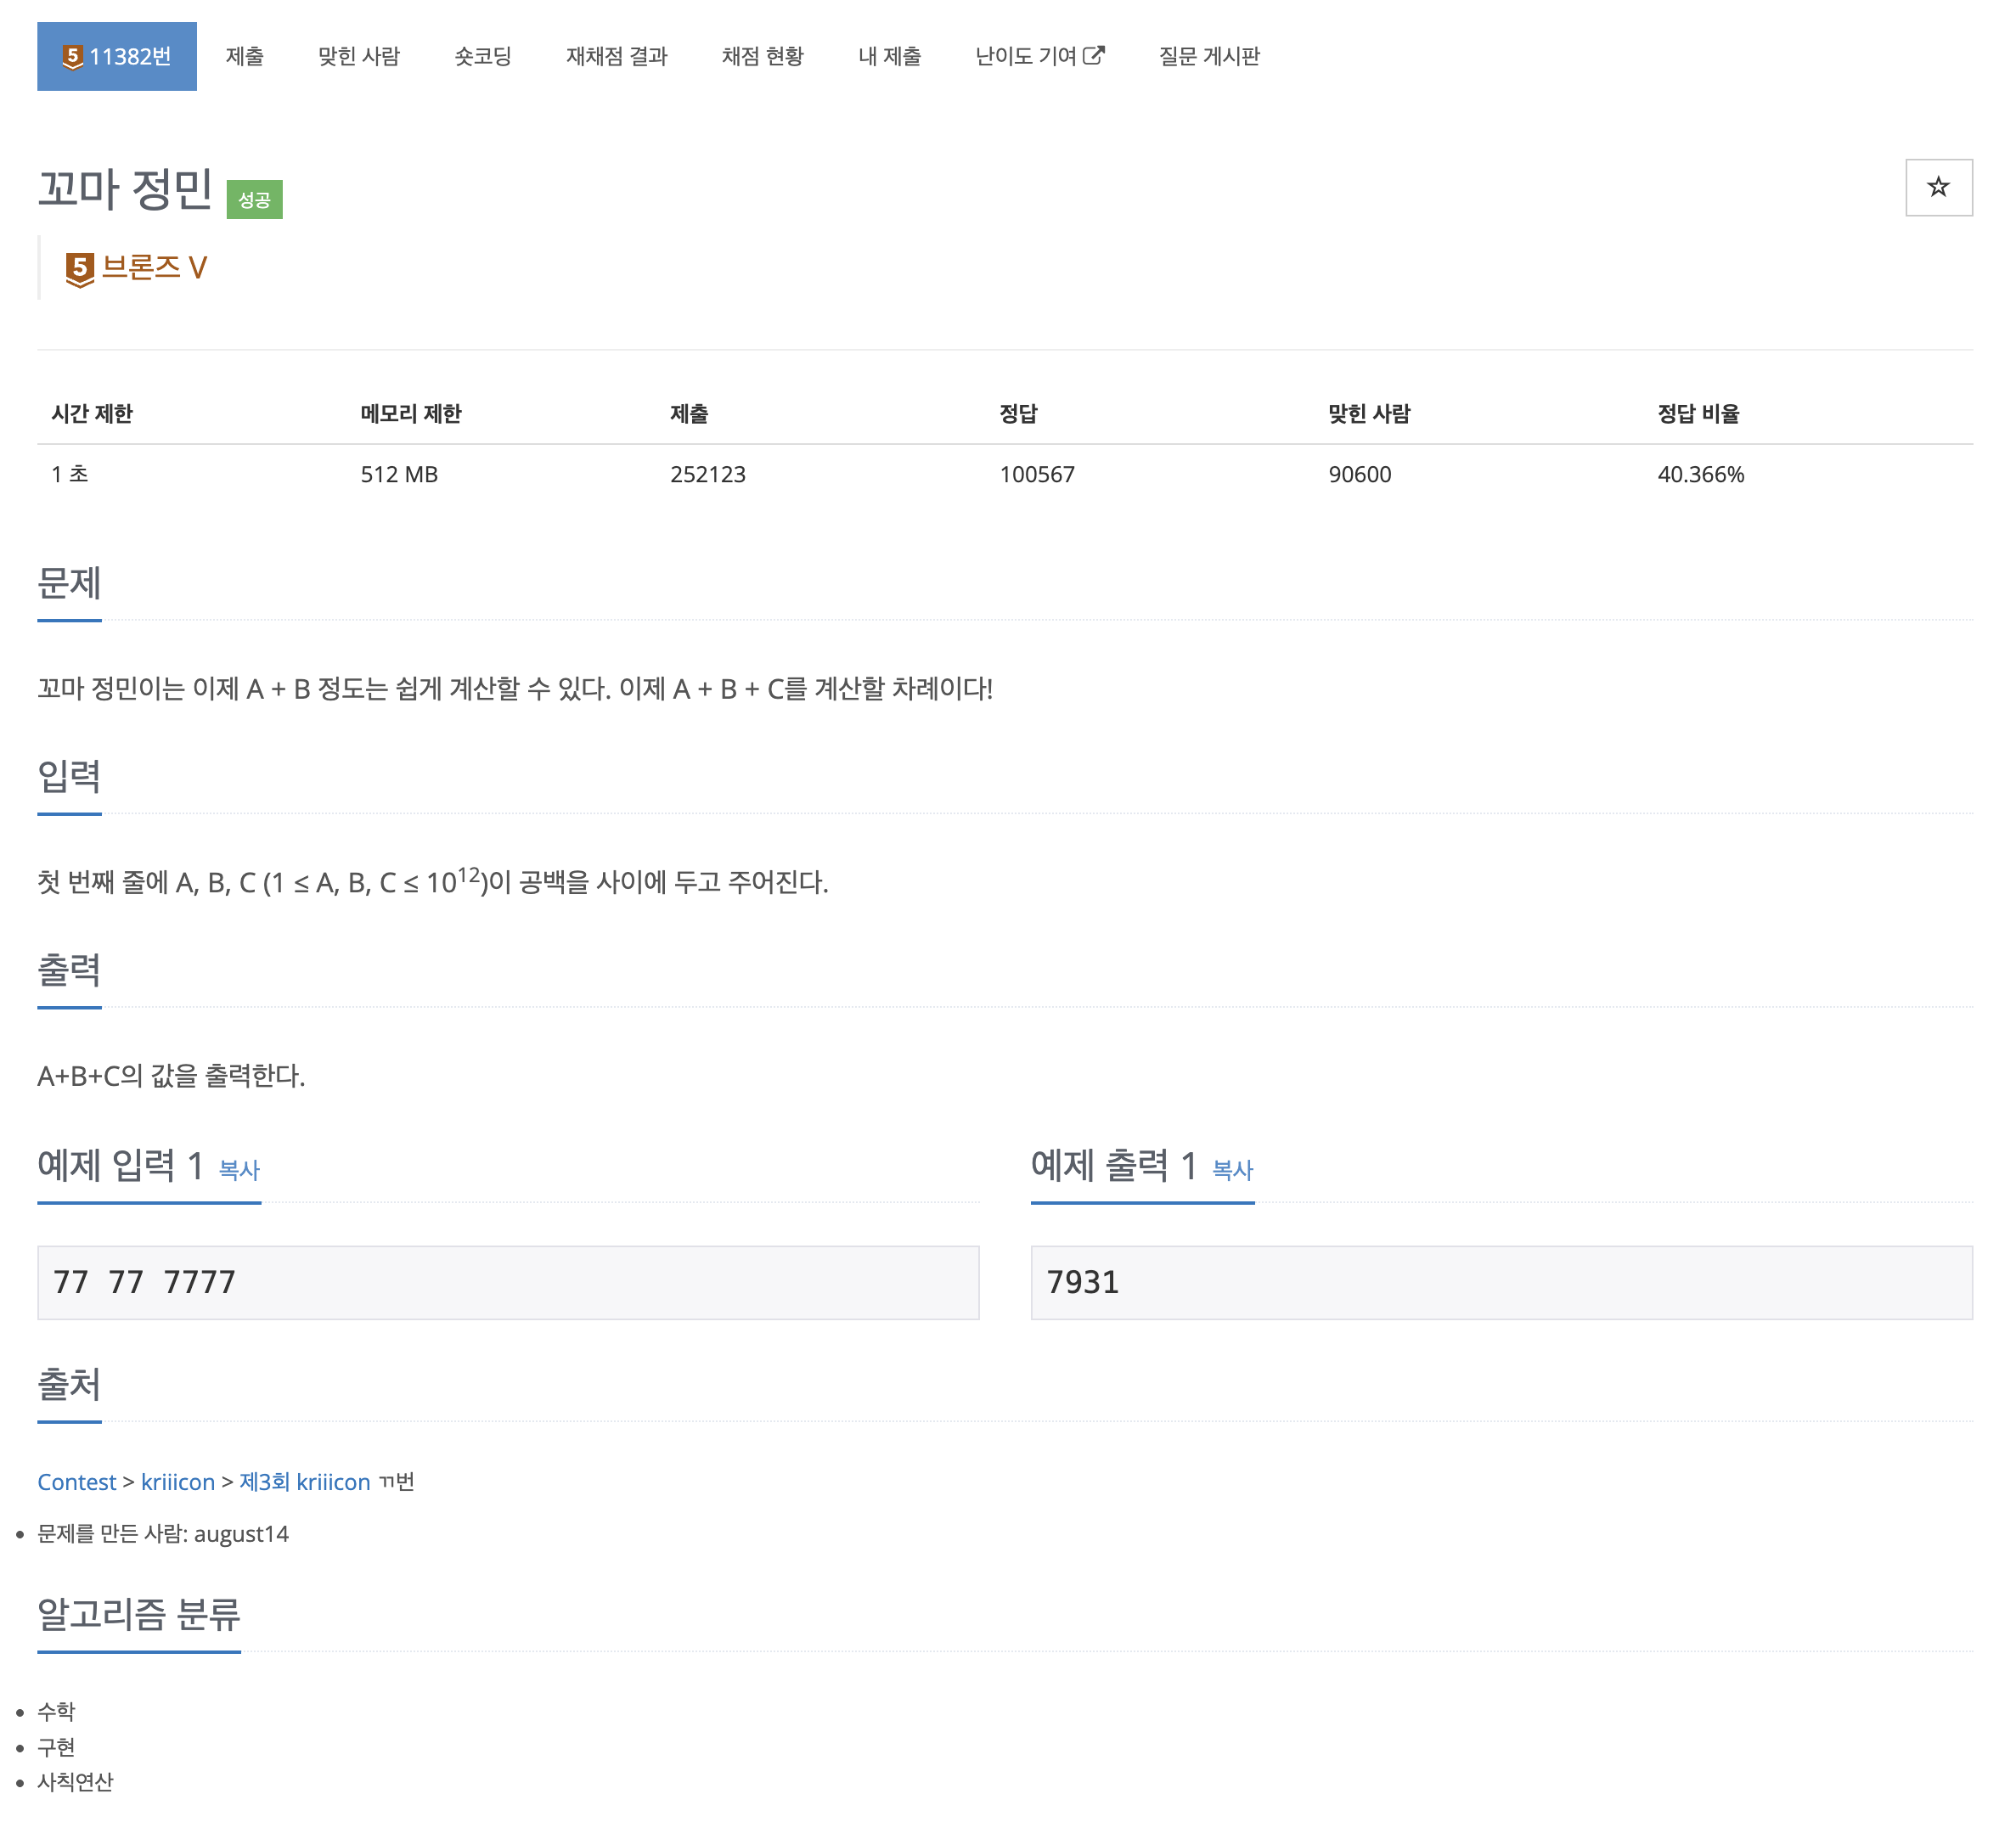 5 11382번 제출 맞힌 사람 숏코딩 재채점 결과 채점 현황 내 제출 난이도 기여 질문 게시판
꼬마 정민 성공
5 브론즈 V
시간 제한 메모리 제한 제출 정답 맞힌 사람 정답 비율
1 초 512 MB 252123 100567 90600 40.366%
문제
꼬마 정민이는 이제 A + B 정도는 쉽게 계산할 수 있다. 이제 A + B + C를 계산할 차례이다!
입력
첫 번째 줄에 A, B, C (1 ≤ A, B, C ≤ 10¹²)이 공백을 사이에 두고 주어진다.
출력
A+B+C의 값을 출력한다.
예제 입력 1 복사
77 77 7777
예제 출력 1 복사
7931
출처
Contest > kriiicon > 제3회 kriiicon ㄲ번
문제를 만든 사람: august14
알고리즘 분류
수학
구현
사칙연산